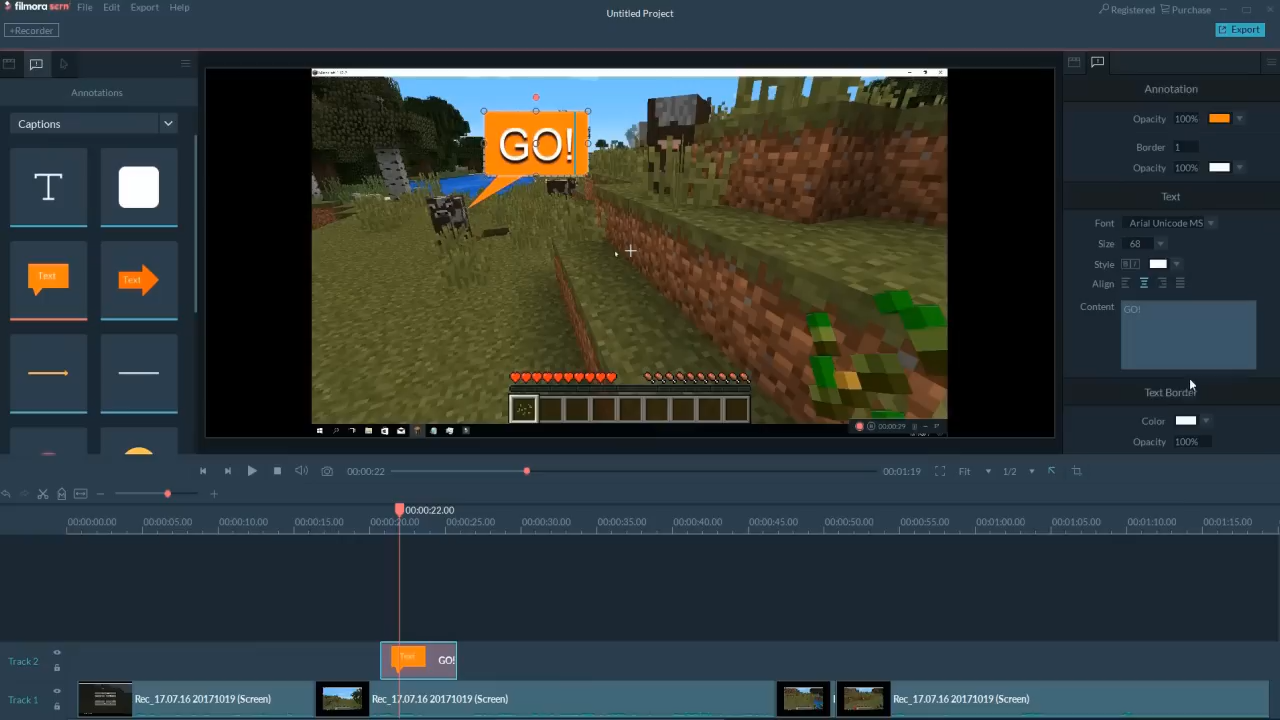 filmora scrn File Edit Export Help
Untitled Project
Registered Purchase
+Recorder
Export
Annotations
Captions
Text
Text
GO!
00:00:29
Annotation
Opacity 100%
Border 1
Opacity 100%
Text
Font Arial Unicode MS
Size 68
Style B I
Align
Content GO!
Text Border
Color
Opacity 100%
00:00:22 00:01:19 Fit 1/2
00:00:22.00
00:00:00.00 00:00:05.00 00:00:10.00 00:00:15.00 00:00:20.00 00:00:25.00 00:00:30.00 00:00:35.00 00:00:40.00 00:00:45.00 00:00:50.00 00:00:55.00 00:01:00.00 00:01:05.00 00:01:10.00 00:01:15.00
Track 2 Text GO!
Track 1 Rec_17.07.16 20171019 (Screen) Rec_17.07.16 20171019 (Screen) Rec_17.07.16 20171019 (Screen)